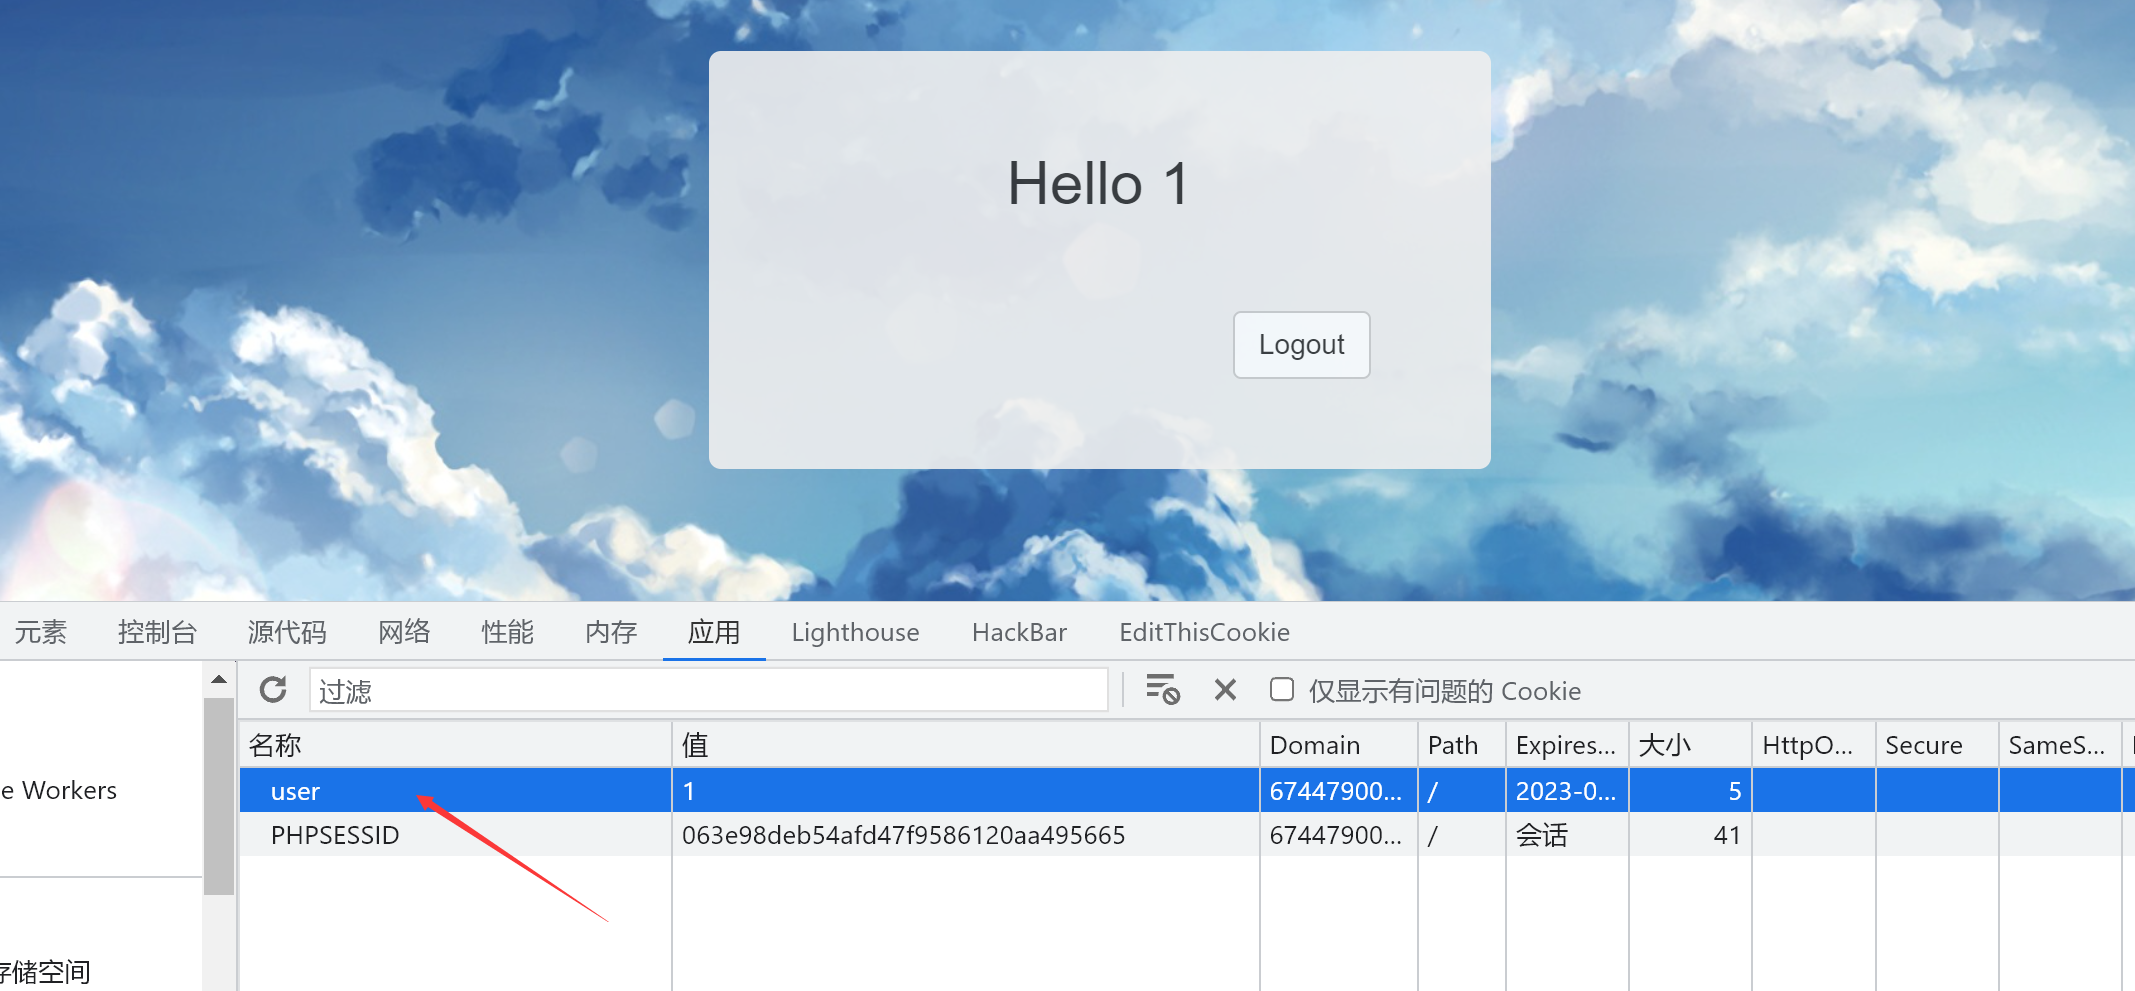 Hello 1
Logout
元素 控制台 源代码 网络 性能 内存 应用 Lighthouse HackBar EditThisCookie
过滤 仅显示有问题的 Cookie
名称 值 Domain Path Expires... 大小 HttpO... Secure SameS...
user 1 67447900... / 2023-0... 5
e Workers
PHPSESSID 063e98deb54afd47f9586120aa495665 67447900... / 会话 41
存储空间